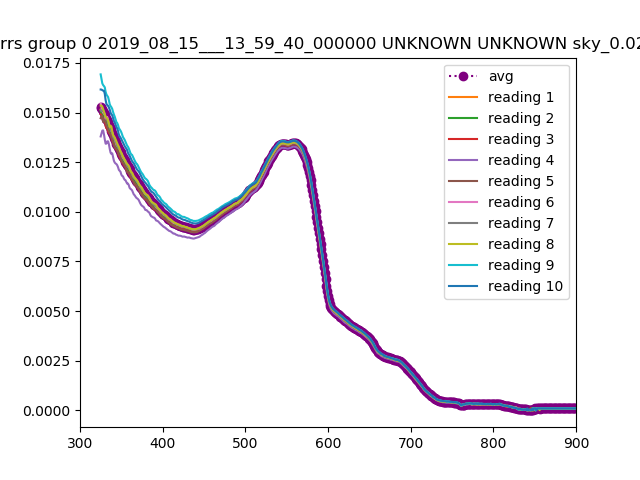 rrs group 0 2019_08_15___13_59_40_000000 UNKNOWN UNKNOWN sky_0.02
0.0175
0.0150
0.0125
0.0100
0.0075
0.0050
0.0025
0.0000
300 400 500 600 700 800 900
avg
reading 1
reading 2
reading 3
reading 4
reading 5
reading 6
reading 7
reading 8
reading 9
reading 10